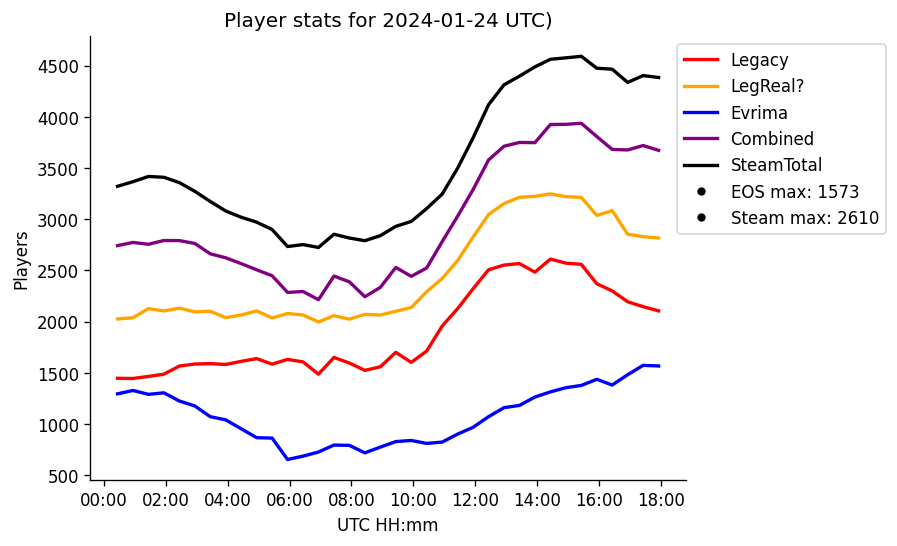 Player stats for 2024-01-24 UTC)
Legacy
LegReal?
Evrima
Combined
SteamTotal
EOS max: 1573
Steam max: 2610
Players
4500
4000
3500
3000
2500
2000
1500
1000
500
00:00 02:00 04:00 06:00 08:00 10:00 12:00 14:00 16:00 18:00
UTC HH:mm